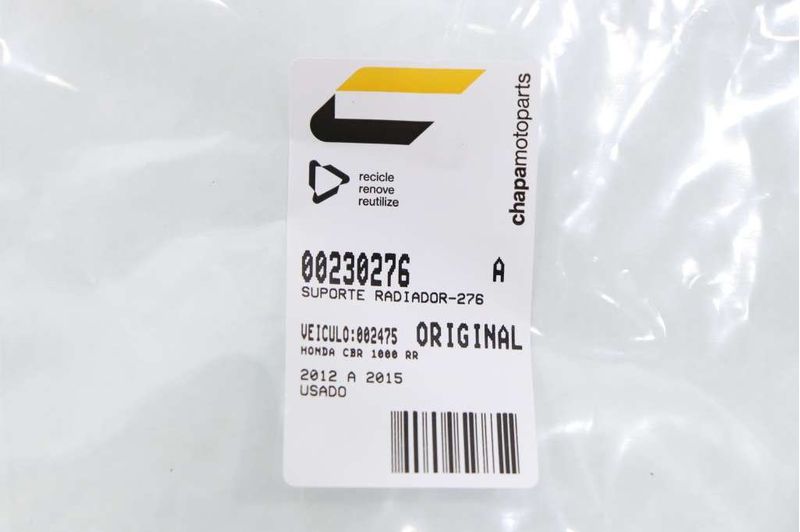 chapamotoparts
recicle
renove
reutilize
00230276 A
SUPORTE RADIADOR-276
VEICULO:002475 ORIGINAL
HONDA CBR 1000 RR
2012 A 2015
USADO